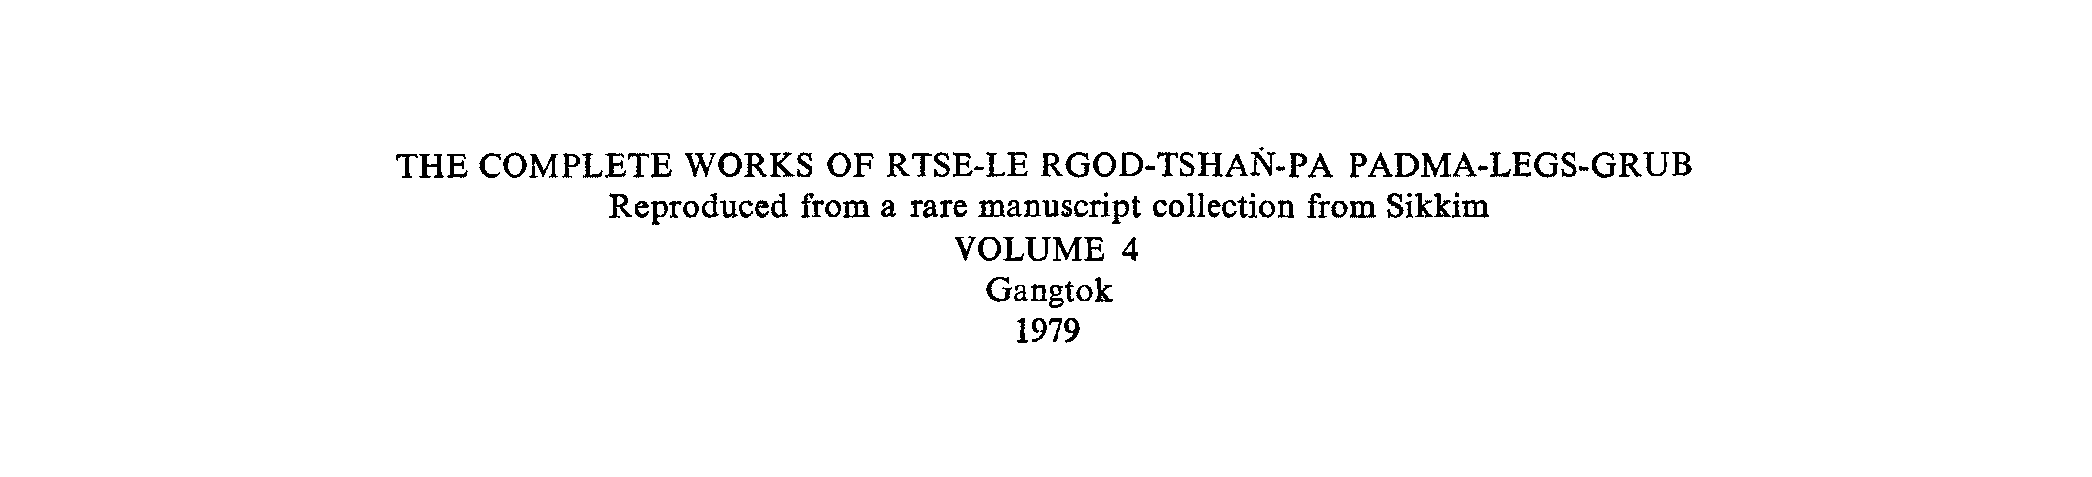 THE COMPLETE WORKS OF RTSE-LE RGOD-TSHAṄ-PA PADMA-LEGS-GRUB
Reproduced from a rare manuscript collection from Sikkim
VOLUME 4
Gangtok
1979